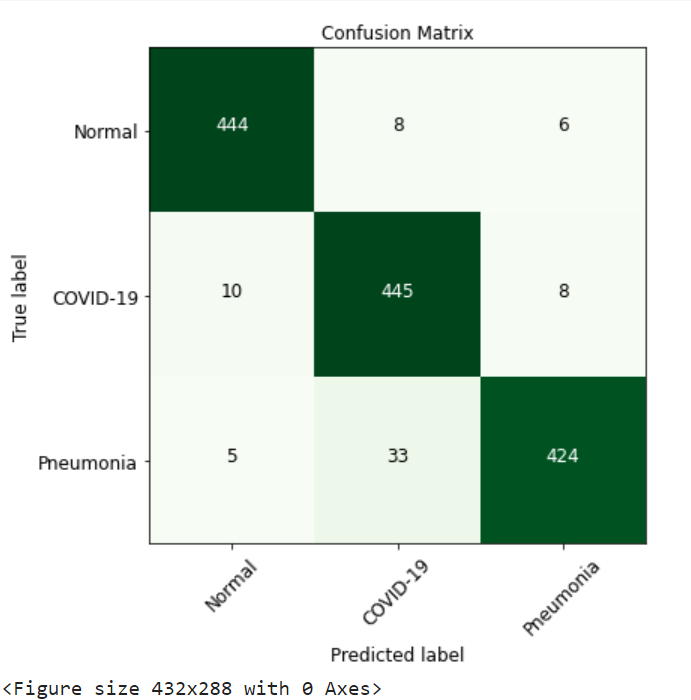 Confusion Matrix
Normal 444 8 6
COVID-19 10 445 8
Pneumonia 5 33 424
True label
Normal COVID-19 Pneumonia
Predicted label
<Figure size 432x288 with 0 Axes>